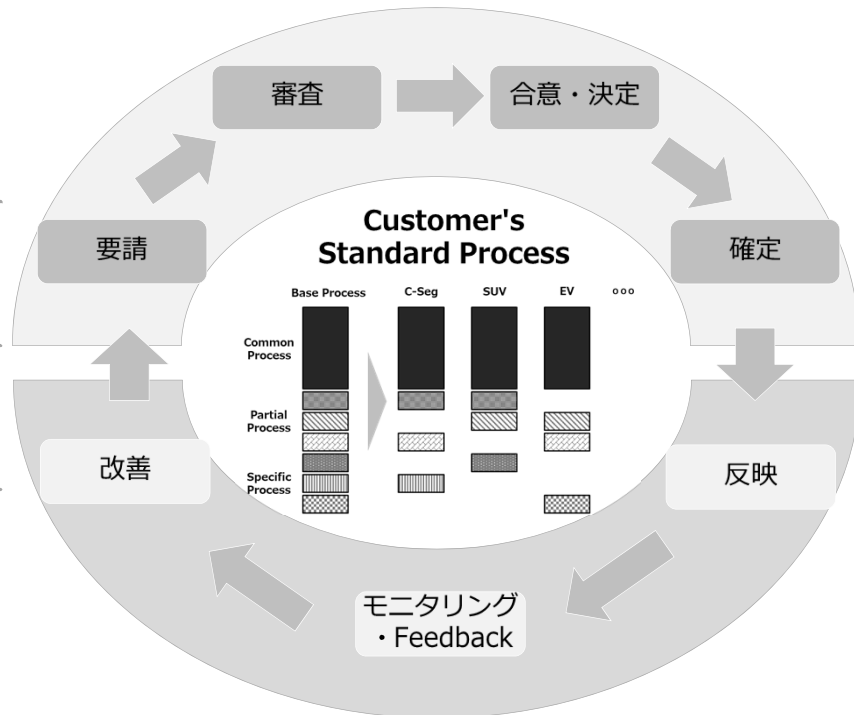 審査
合意・決定
要請
確定
Customer's
Standard Process
Base Process
C-Seg
SUV
EV
ooo
Common
Process
Partial
Process
Specific
Process
改善
反映
モニタリング
・Feedback